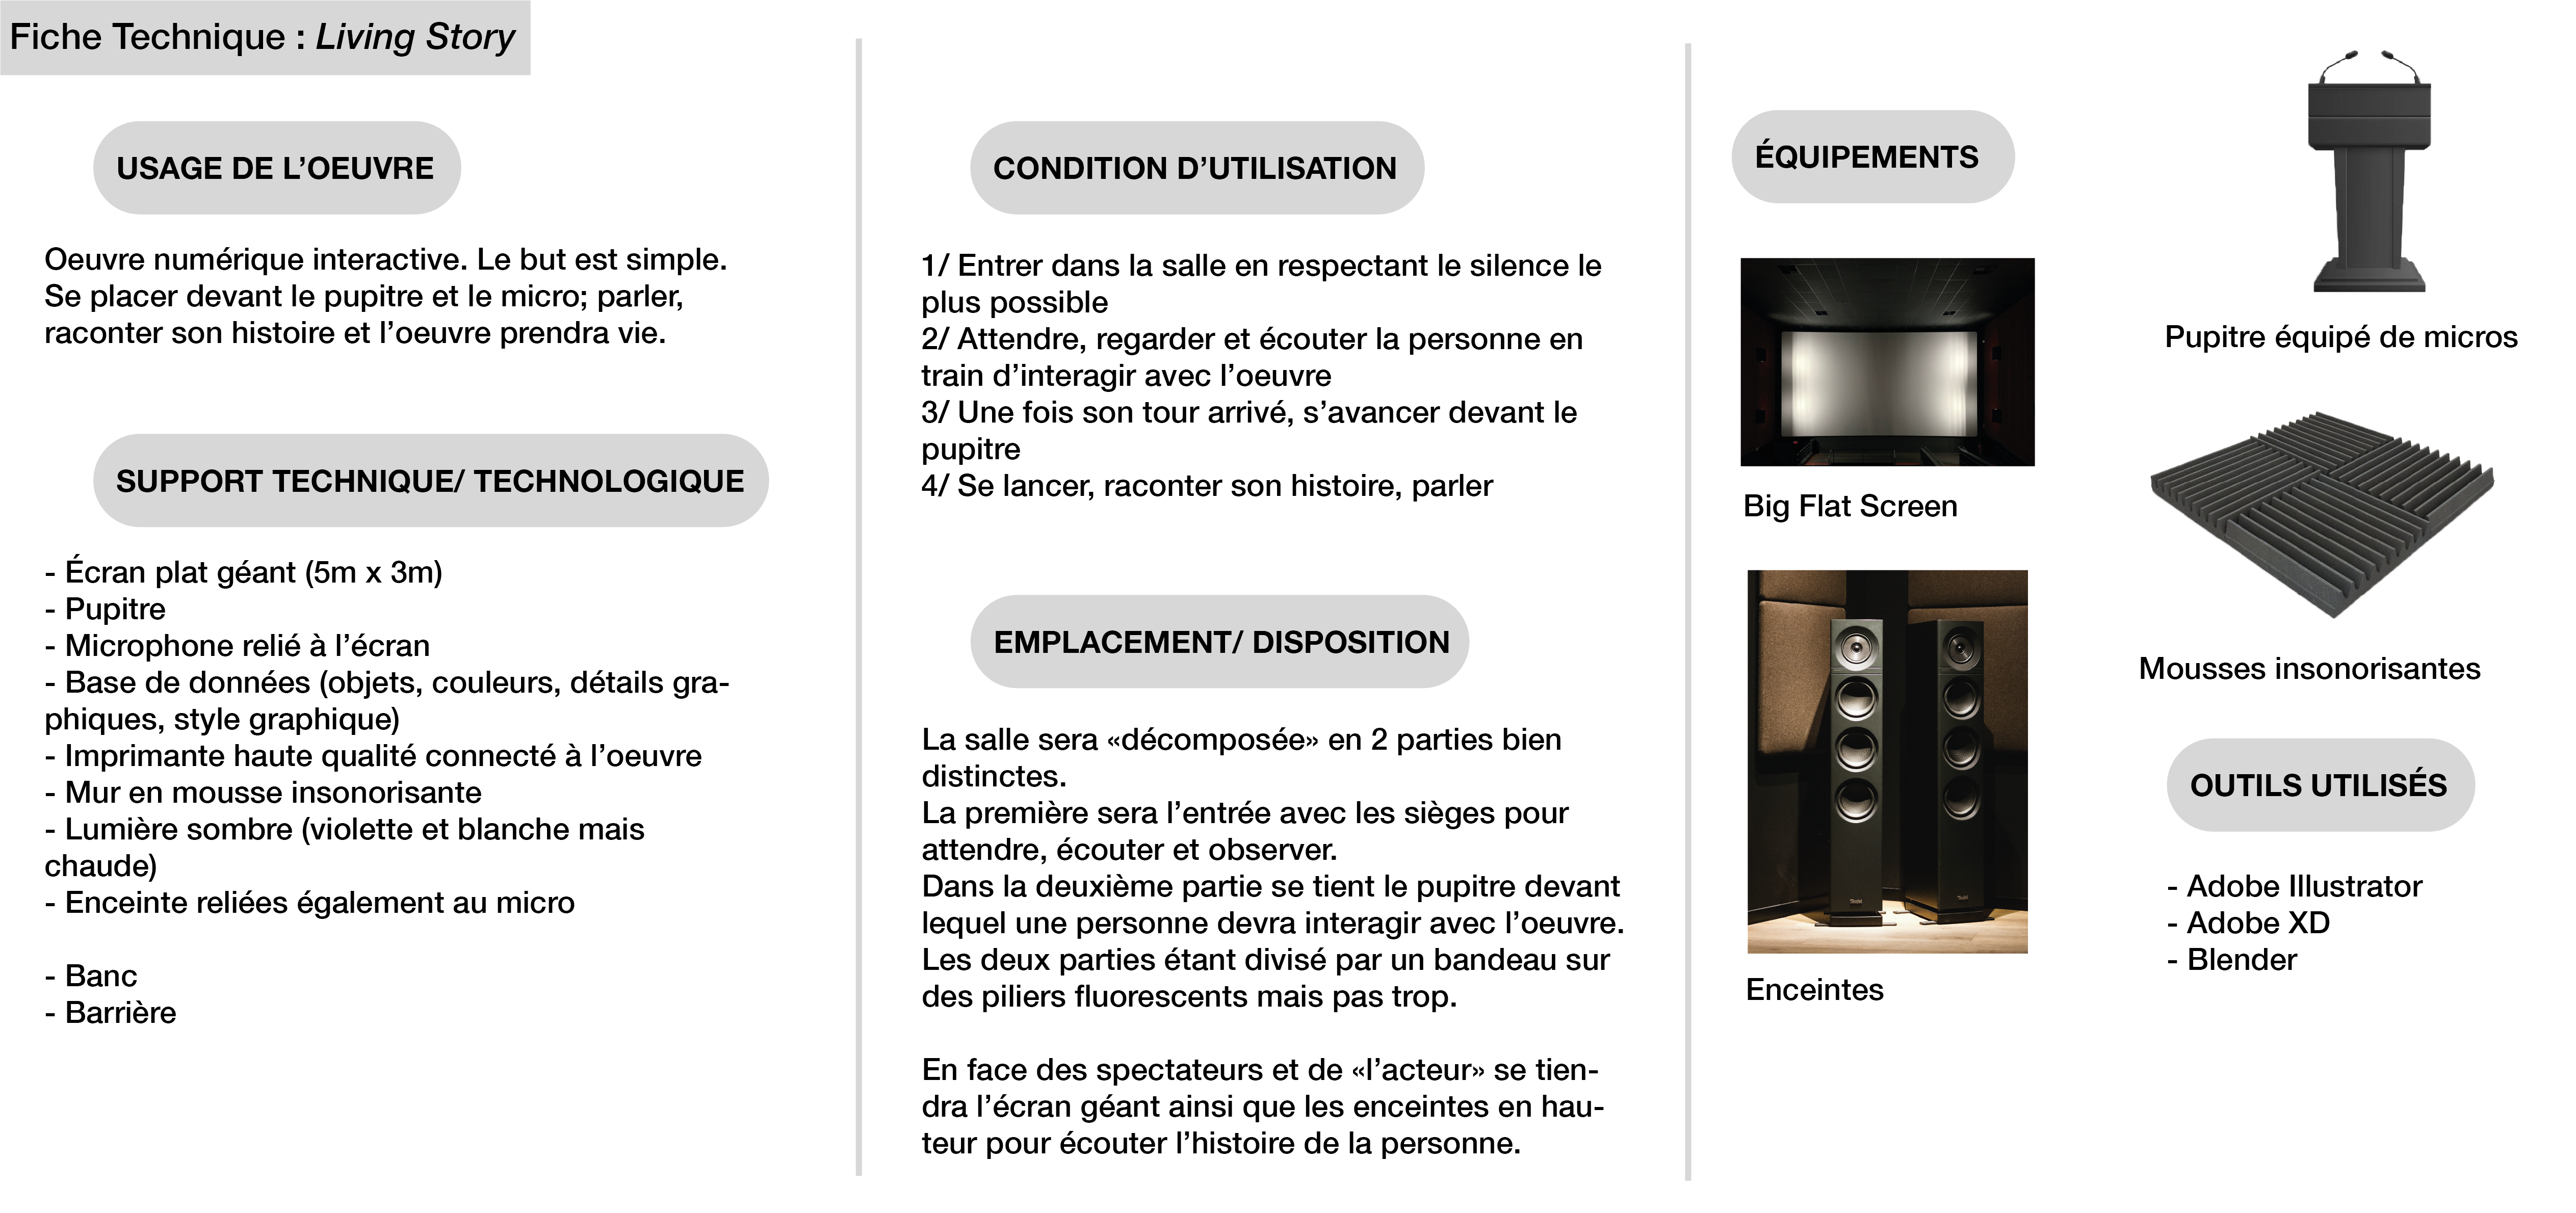 Fiche Technique : Living Story
USAGE DE L’OEUVRE
Oeuvre numérique interactive. Le but est simple.
Se placer devant le pupitre et le micro; parler,
raconter son histoire et l’oeuvre prendra vie.
SUPPORT TECHNIQUE/ TECHNOLOGIQUE
- Écran plat géant (5m x 3m)
- Pupitre
- Microphone relié à l’écran
- Base de données (objets, couleurs, détails gra-
phiques, style graphique)
- Imprimante haute qualité connecté à l’oeuvre
- Mur en mousse insonorisante
- Lumière sombre (violette et blanche mais
chaude)
- Enceinte reliées également au micro
- Banc
- Barrière
CONDITION D’UTILISATION
1/ Entrer dans la salle en respectant le silence le
plus possible
2/ Attendre, regarder et écouter la personne en
train d’interagir avec l’oeuvre
3/ Une fois son tour arrivé, s’avancer devant le
pupitre
4/ Se lancer, raconter son histoire, parler
EMPLACEMENT/ DISPOSITION
La salle sera «décomposée» en 2 parties bien
distinctes.
La première sera l’entrée avec les sièges pour
attendre, écouter et observer.
Dans la deuxième partie se tient le pupitre devant
lequel une personne devra interagir avec l’oeuvre.
Les deux parties étant divisé par un bandeau sur
des piliers fluorescents mais pas trop.
En face des spectateurs et de «l’acteur» se tien-
dra l’écran géant ainsi que les enceintes en hau-
teur pour écouter l’histoire de la personne.
ÉQUIPEMENTS
Big Flat Screen
Enceintes
Pupitre équipé de micros
Mousses insonorisantes
OUTILS UTILISÉS
- Adobe Illustrator
- Adobe XD
- Blender